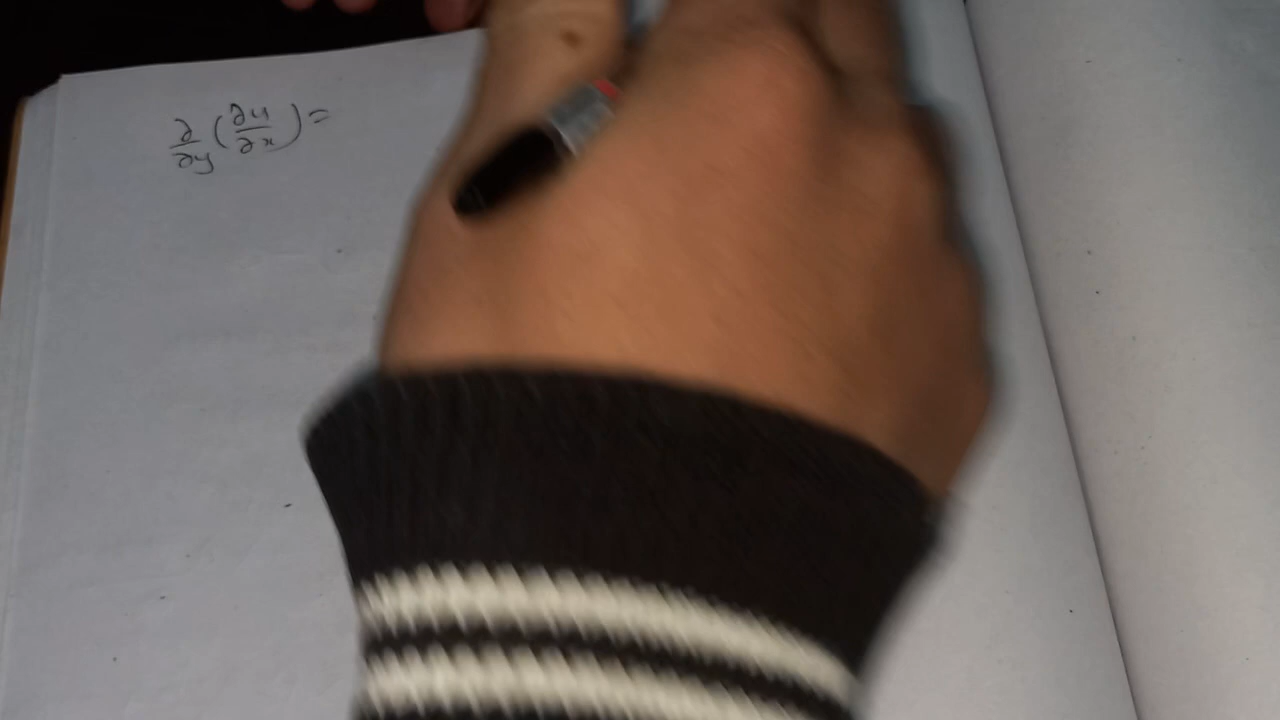 ∂/∂y (∂u/∂x) =